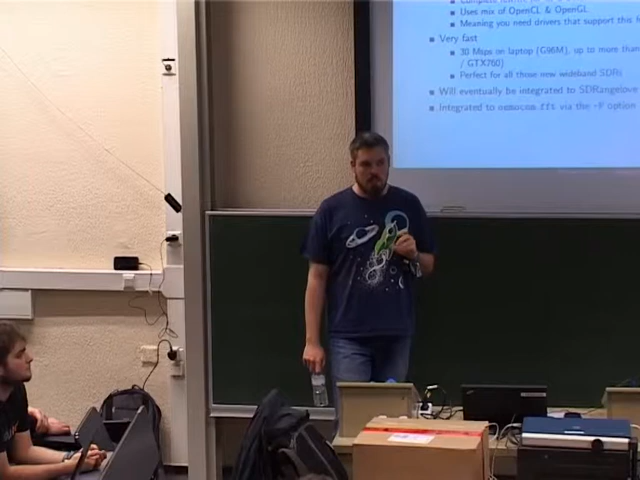 Uses mix of OpenCL & OpenGL
Meaning you need drivers that support this
Very fast
30 Msps on laptop (G96M), up to more than
/ GTX760)
Perfect for all those new wideband SDRs
Will eventually be integrated to SDRangelove
Integrated to osmocom_fft via the -F option